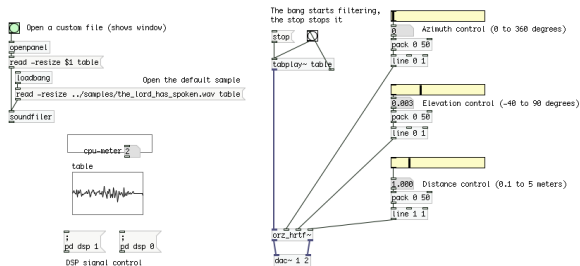 Open a custom file (shows window)
openpanel
read -resize $1 table
loadbang
Open the default sample
read -resize ../samples/the_lord_has_spoken.wav table
soundfiler
cpu-meter 2
table
;
pd dsp 1
;
pd dsp 0
DSP signal control
The bang starts filtering,
the stop stops it
stop
tabplay~ table
orz_hrtf~
dac~ 1 2
0
Azimuth control (0 to 360 degrees)
pack 0 50
line 0 1
0.003
Elevation control (-40 to 90 degrees)
pack 0 50
line 0 1
1.000
Distance control (0.1 to 5 meters)
pack 0 50
line 1 1